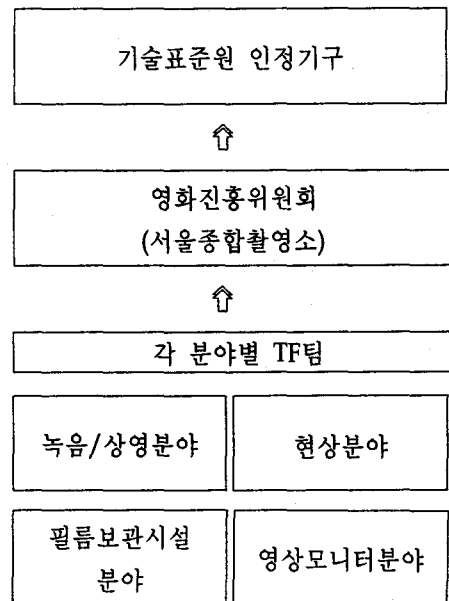 기술표준원 인정기구
영화진흥위원회
(서울종합촬영소)
각 분야별 TF팀
녹음/상영분야
현상분야
필름보관시설
분야
영상모니터분야